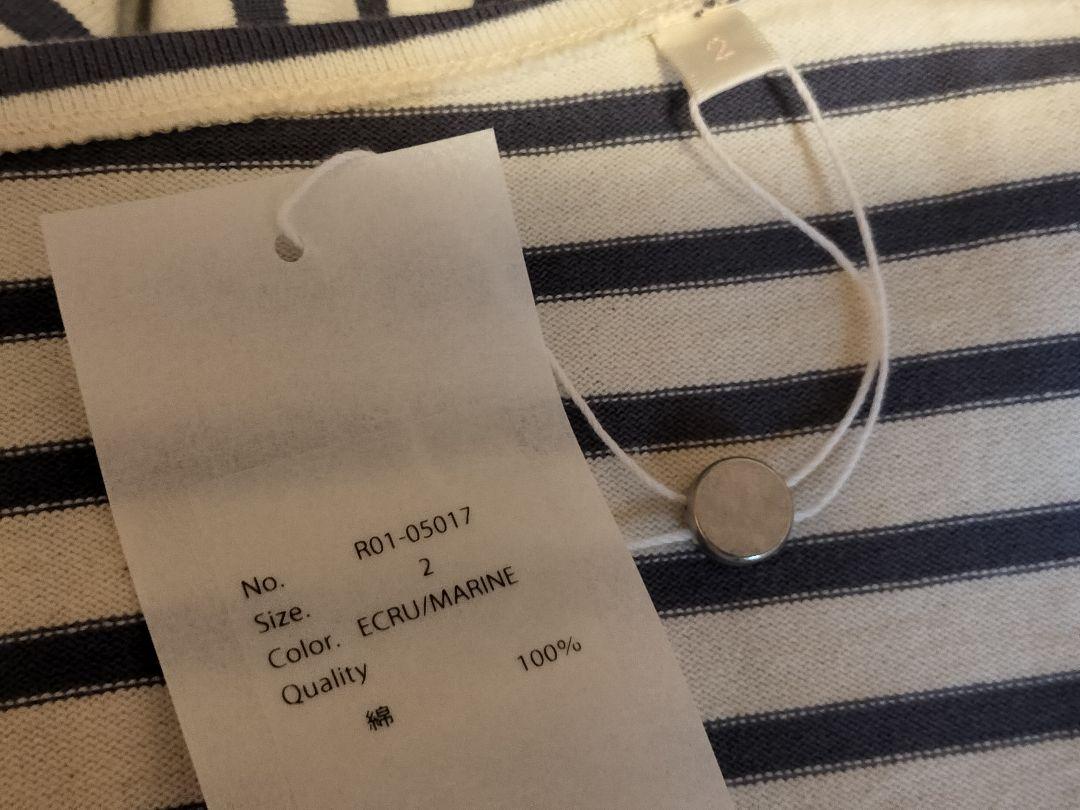 2
No. R01-05017
Size. 2
Color. ECRU/MARINE
Quality
綿 100%